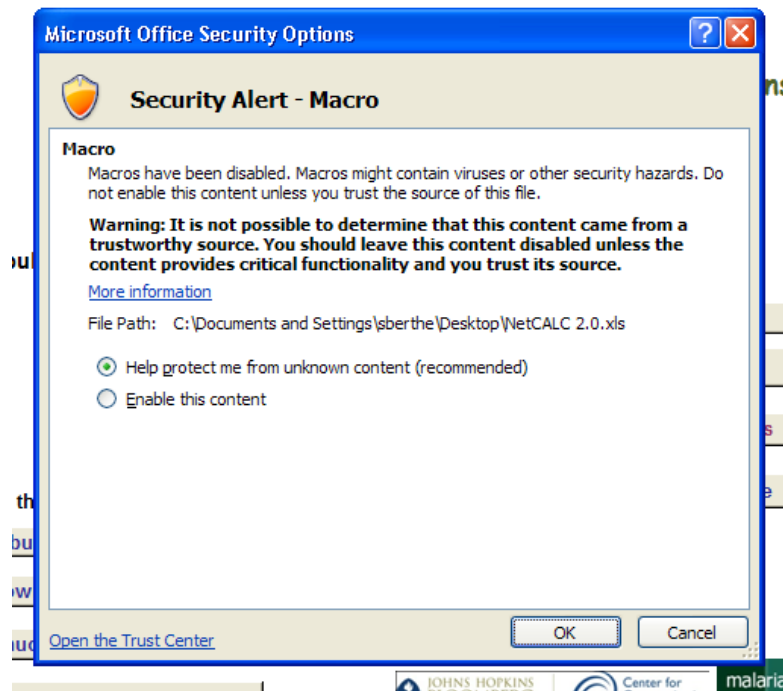 Microsoft Office Security Options
Security Alert - Macro
Macro
Macros have been disabled. Macros might contain viruses or other security hazards. Do
not enable this content unless you trust the source of this file.
Warning: It is not possible to determine that this content came from a
trustworthy source. You should leave this content disabled unless the
content provides critical functionality and you trust its source.
More information
File Path: C:\Documents and Settings\sberthe\Desktop\NetCALC 2.0.xls
Help protect me from unknown content (recommended)
Enable this content
Open the Trust Center
OK
Cancel
JOHNS HOPKINS
Center for
malaria